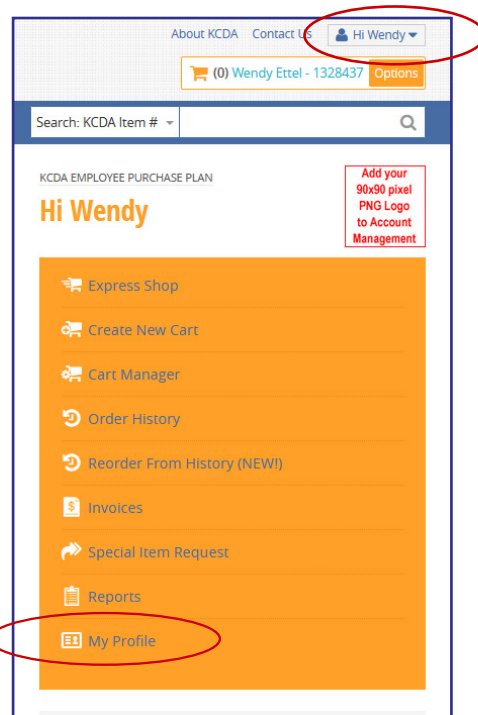 About KCDA Contact Us Hi Wendy
(0) Wendy Ettel - 1328437 Options
Search: KCDA Item #
KCDA EMPLOYEE PURCHASE PLAN
Hi Wendy
Add your
90x90 pixel
PNG Logo
to Account
Management
Express Shop
Create New Cart
Cart Manager
Order History
Reorder From History (NEW!)
Invoices
Special Item Request
Reports
My Profile